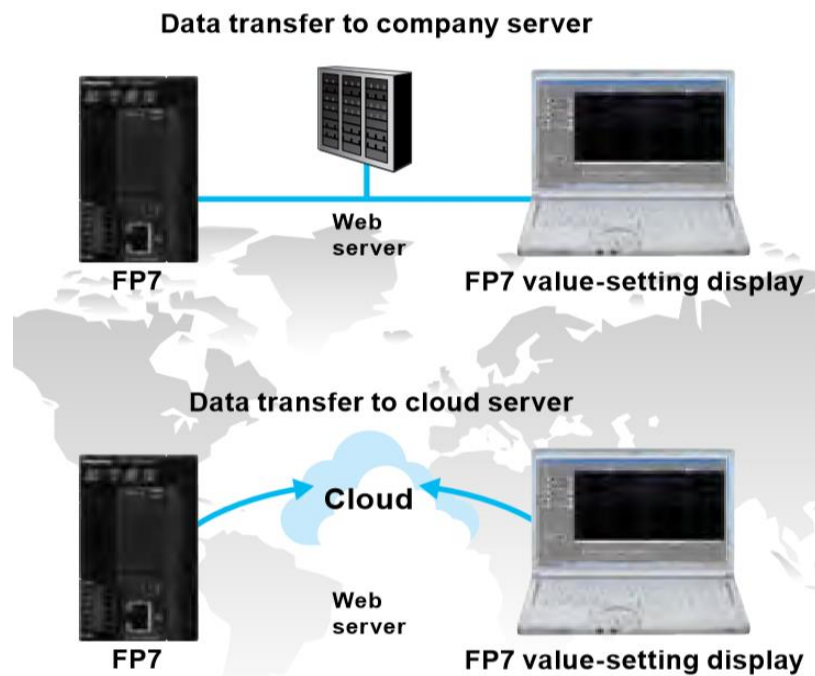 Data transfer to company server
Web
server
FP7
FP7 value-setting display
Data transfer to cloud server
Cloud
Web
server
FP7
FP7 value-setting display